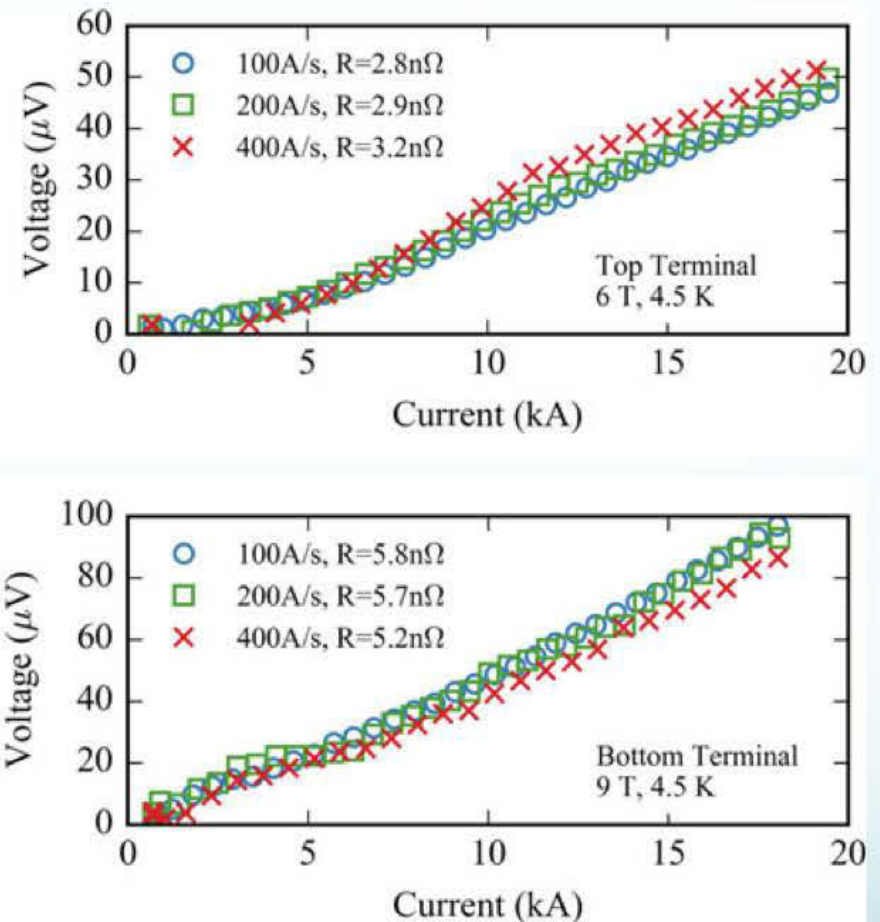 60
50
40
30
20
10
0
Voltage (μV)
100A/s, R=2.8nΩ
200A/s, R=2.9nΩ
400A/s, R=3.2nΩ
Top Terminal
6 T, 4.5 K
0 5 10 15 20
Current (kA)
100
80
60
40
20
0
Voltage (μV)
100A/s, R=5.8nΩ
200A/s, R=5.7nΩ
400A/s, R=5.2nΩ
Bottom Terminal
9 T, 4.5 K
0 5 10 15 20
Current (kA)